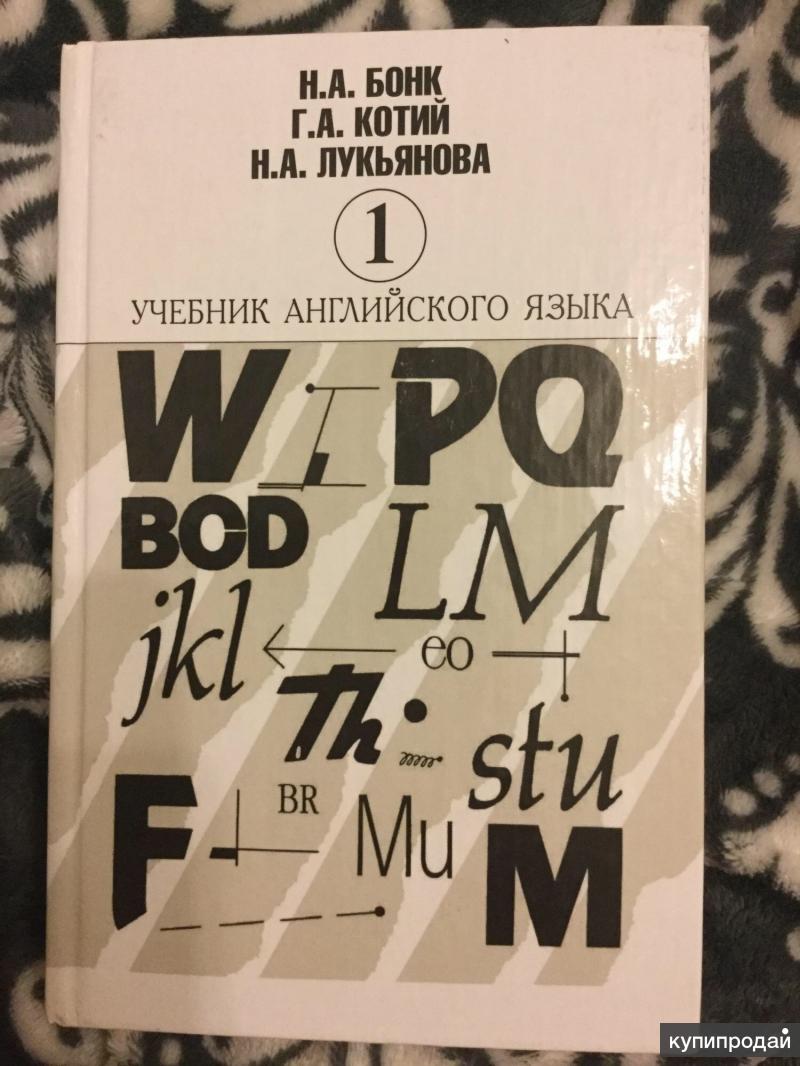 Н.А. БОНК
Г.А. КОТИЙ
Н.А. ЛУКЬЯНОВА
1
УЧЕБНИК АНГЛИЙСКОГО ЯЗЫКА
W PQ
BCD LM
jkl eo
Th stu
F BR Mu M
купипродай